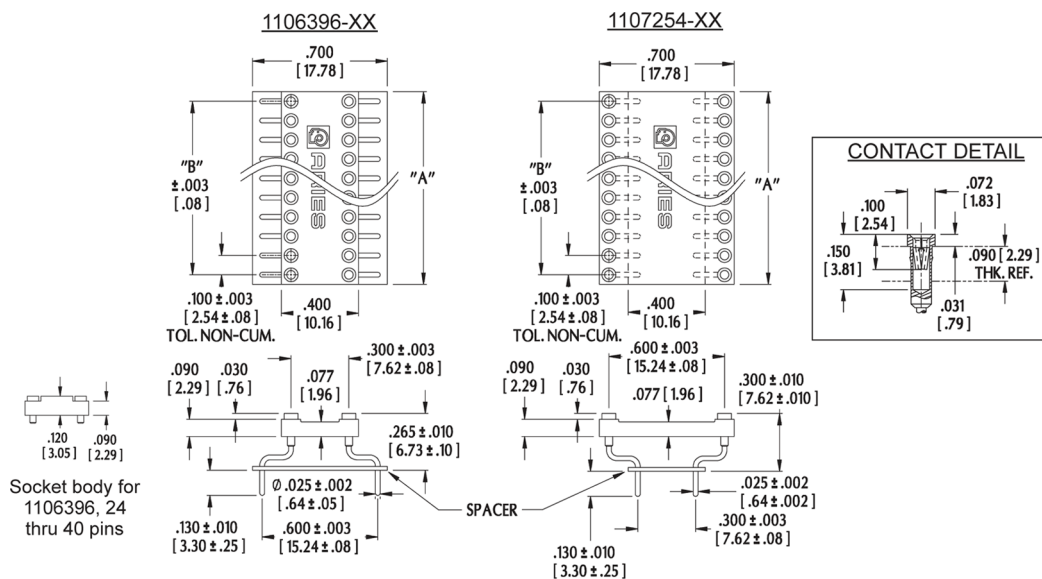 1106396-XX
.700
[ 17.78 ]
"B"
±.003
[ .08 ]
"A"
ARIES
.100 ±.003
[ 2.54 ±.08 ]
TOL. NON-CUM.
.400
[ 10.16 ]
1107254-XX
.700
[ 17.78 ]
"B"
±.003
[ .08 ]
"A"
ARIES
.100 ±.003
[ 2.54 ±.08 ]
TOL. NON-CUM.
.400
[ 10.16 ]
CONTACT DETAIL
.072
[ 1.83 ]
.100
[ 2.54 ]
.150
[ 3.81 ]
.090 [ 2.29 ]
THK. REF.
.031
[ .79 ]
.120
[ 3.05 ]
.090
[ 2.29 ]
Socket body for
1106396, 24
thru 40 pins
.090
[ 2.29 ]
.030
[ .76 ]
.077
[ 1.96 ]
.300 ±.003
[ 7.62 ±.08 ]
.265 ±.010
[ 6.73 ±.10 ]
Ø .025 ±.002
[ .64 ±.05 ]
.130 ±.010
[ 3.30 ±.25 ]
.600 ±.003
[ 15.24 ±.08 ]
SPACER
.090
[ 2.29 ]
.030
[ .76 ]
.600 ±.003
[ 15.24 ±.08 ]
.077 [ 1.96 ]
.300 ±.010
[ 7.62 ±.010 ]
.025 ±.002
[ .64 ±.002 ]
.300 ±.003
[ 7.62 ±.08 ]
.130 ±.010
[ 3.30 ±.25 ]